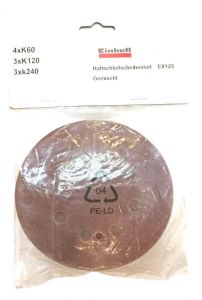 4xK60
3xK120
3xk240
Einhell
Haftschleifscheibenset EX125
Gemischt
04
PE-LD